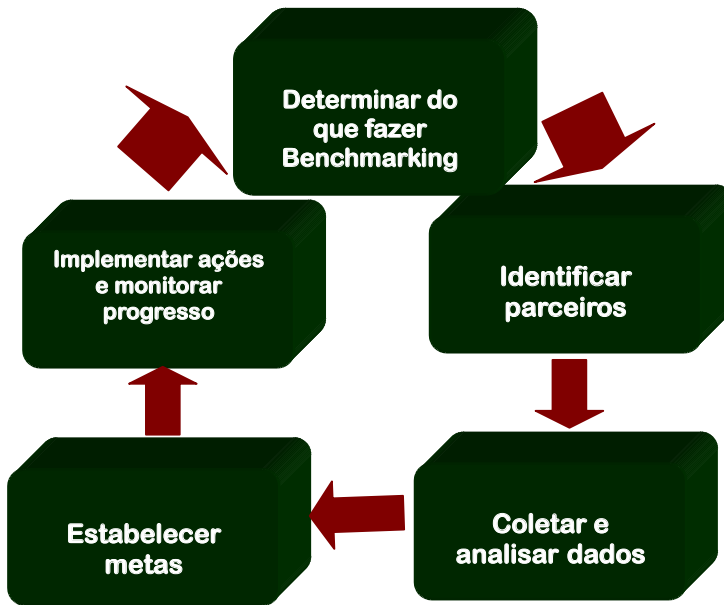 Determinar do
que fazer
Benchmarking
Identificar
parceiros
Coletar e
analisar dados
Estabelecer
metas
Implementar ações
e monitorar
progresso